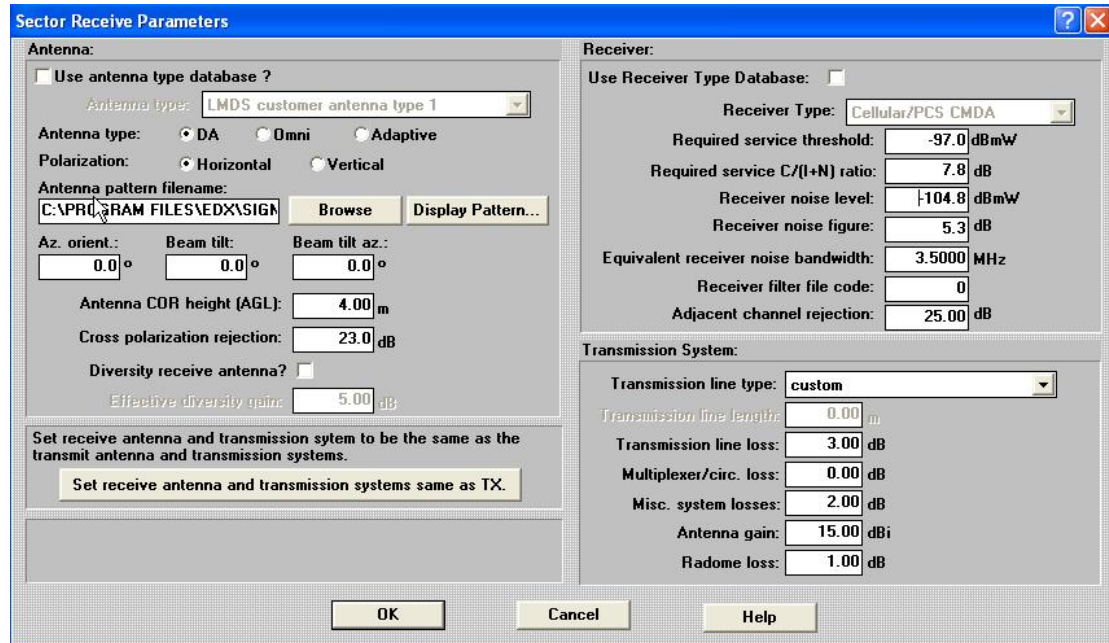 Sector Receive Parameters
Antenna:
Use antenna type database ?
Antenna type: LMDS customer antenna type 1
Antenna type: DA Omni Adaptive
Polarization: Horizontal Vertical
Antenna pattern filename:
C:\PROGRAM FILES\EDX\SIGN Browse Display Pattern...
Az. orient.: Beam tilt: Beam tilt az.:
0.0 º 0.0 º 0.0 º
Antenna COR height (AGL): 4.00 m
Cross polarization rejection: 23.0 dB
Diversity receive antenna?
Effective diversity gain: 5.00 dB
Set receive antenna and transmission sytem to be the same as the
transmit antenna and transmission systems.
Set receive antenna and transmission systems same as TX.
Receiver:
Use Receiver Type Database:
Receiver Type: Cellular/PCS CMDA
Required service threshold: -97.0 dBmW
Required service C/(I+N) ratio: 7.8 dB
Receiver noise level: -104.8 dBmW
Receiver noise figure: 5.3 dB
Equivalent receiver noise bandwidth: 3.5000 MHz
Receiver filter file code: 0
Adjacent channel rejection: 25.00 dB
Transmission System:
Transmission line type: custom
Transmission line length: 0.00 m
Transmission line loss: 3.00 dB
Multiplexer/circ. loss: 0.00 dB
Misc. system losses: 2.00 dB
Antenna gain: 15.00 dBi
Radome loss: 1.00 dB
OK Cancel Help